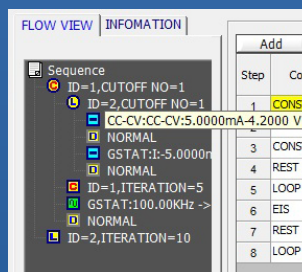 FLOW VIEW INFOMATION
Add
Step
Sequence
C ID=1,CUTOFF NO=1
L ID=2,CUTOFF NO=1
CC-CV:CC-CV:5.0000mA-4.2000 V
D NORMAL
GSTAT:I:-5.0000m
D NORMAL
C ID=1,ITERATION=5
GSTAT:100.00KHz ->
D NORMAL
L ID=2,ITERATION=10
1 CONS
3 CONS
4 REST
5 LOOP
6 EIS
7 REST
8 LOOP